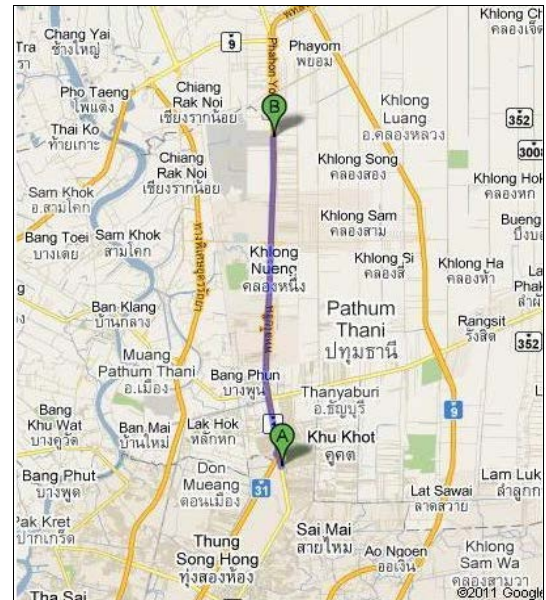 Khlong Ch
คลองเจ็ด
Chang Yai
ช้างใหญ่
Tra
รา
9
Phahon Yo
Phayom
พยอม
Pho Taeng
โพแตง
Chiang
Rak Noi
เชียงรากน้อย
B
Khlong
Luang
อ.คลองหลวง
352
Thai Ko
ท้ายเกาะ
Chiang
Rak Noi
เชียงรากน้อย
Khlong Song
คลองสอง
Khlong Hok
คลองหก
Sam Khok
อ.สามโคก
Khlong Sam
คลองสาม
Bueng
Bang Toei
บางเตย
Sam Khok
สามโคก
Khlong
Nueng
คลองหนึ่ง
Khlong Si
คลองสี่
Khlong Ha
คลองห้า
La
Phak
ลำผัก
Ban Klang
บ้านกลาง
Pathum
Thani
ปทุมธานี
Rangsit
รังสิต
352
Muang
Pathum Thani
อ.เมือง
Bang Phun
บางพูน
Thanyaburi
อ.ธัญบุรี
9
Bang
Khu Wat
บางคูวัด
Ban Mai
บ้านใหม่
Lak Hok
หลักหก
A
Khu Khot
คูคต
Bang Phut
บางพูด
Don
Mueang
ดอนเมือง
31
Lat Sawai
ลาดสวาย
Lam Luk
ลำลูกก
Pak Kret
ปากเกร็ด
Thung
Song Hong
ทุ่งสองห้อง
Sai Mai
สายไหม
Ao Ngoen
ออเงิน
Khlong
Sam Wa
คลองสามวา
Tha Sai
©2011 Google